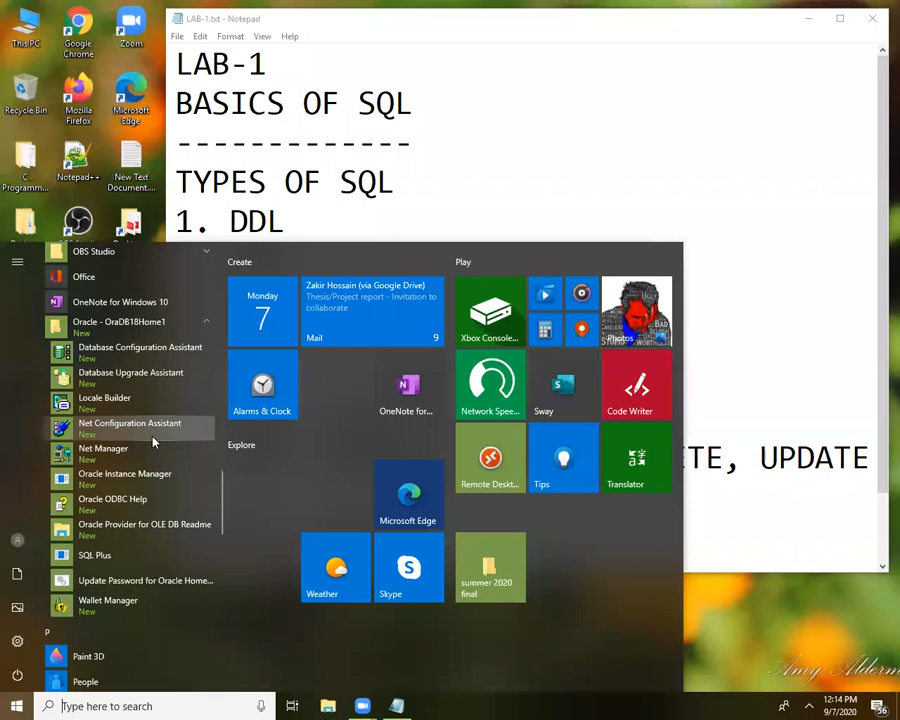 This PC
Google Chrome
Zoom
Recycle Bin
Mozilla Firefox
Microsoft Edge
C Programm...
Notepad++
New Text Document....
LAB-1.txt - Notepad
File Edit Format View Help
LAB-1
BASICS OF SQL
-------------
TYPES OF SQL
1. DDL
TE, UPDATE
OBS Studio
Office
OneNote for Windows 10
Oracle - OraDB18Home1
New
Database Configuration Assistant
New
Database Upgrade Assistant
New
Locale Builder
New
Net Configuration Assistant
New
Net Manager
New
Oracle Instance Manager
New
Oracle ODBC Help
New
Oracle Provider for OLE DB Readme
New
SQL Plus
Update Password for Oracle Home...
Wallet Manager
New
P
Paint 3D
People
Create
Monday
7
Zakir Hossain (via Google Drive)
Thesis/Project report - Invitation to collaborate
Mail 9
Alarms & Clock
OneNote for...
Explore
Microsoft Edge
Weather
Skype
Play
Xbox Console...
Photos
Network Spee...
Sway
Code Writer
Remote Deskt...
Tips
Translator
summer 2020 final
Type here to search
12:14 PM
9/7/2020
56